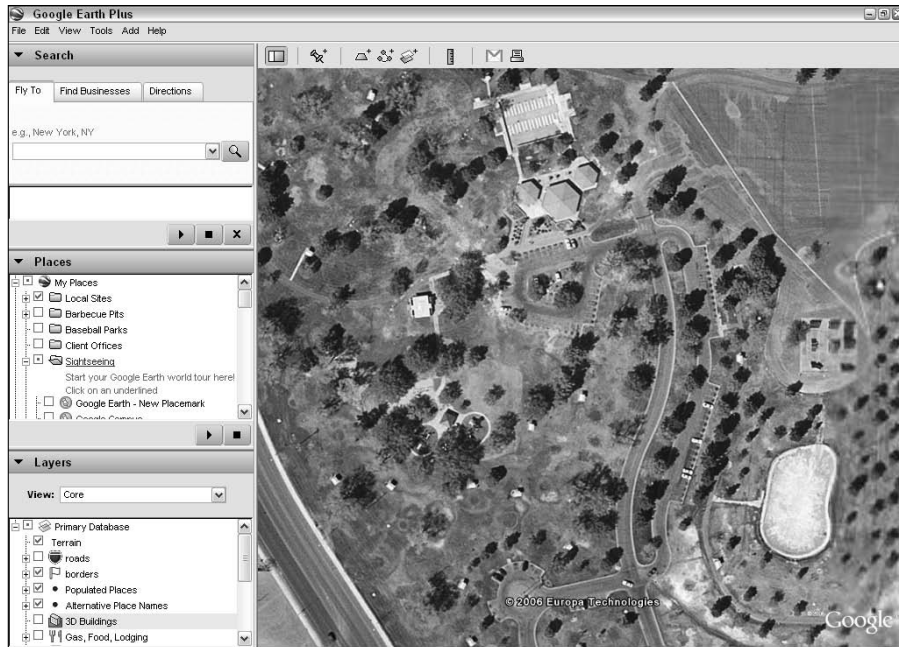 Google Earth Plus
File Edit View Tools Add Help
Search
Fly To Find Businesses Directions
e.g., New York, NY
Places
My Places
Local Sites
Barbecue Pits
Baseball Parks
Client Offices
Sightseeing
Start your Google Earth world tour here!
Click on an underlined
Google Earth - New Placemark
Google Campus
Layers
View: Core
Primary Database
Terrain
roads
borders
Populated Places
Alternative Place Names
3D Buildings
Gas, Food, Lodging
© 2006 Europa Technologies
Google